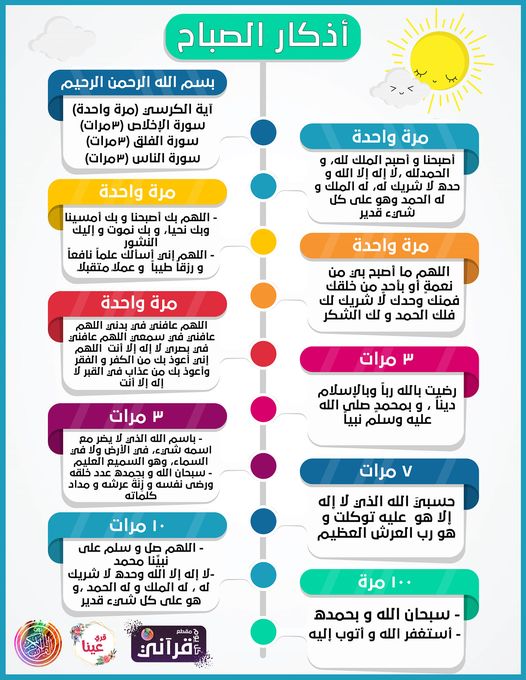 أذكار الصباح
بسم الله الرحمن الرحيم
آية الكرسي (مرة واحدة)
سورة الإخلاص (٣مرات)
سورة الفلق (٣مرات)
سورة الناس (٣مرات)
مرة واحدة
أصبحنا و أصبح الملك لله، و
الحمدلله ،لا إله إلا الله و
حده لا شريك له، له الملك و
له الحمد وهو على كل
شيء قدير
مرة واحدة
- اللهم بك أصبحنا و بك أمسينا
وبك نحيا، و بك نموت و إليك
النشور
- اللهم إني أسألك علماً نافعاً
و رزقا طيباً و عملا متقبلا
مرة واحدة
اللهم ما أصبح بي من
نعمةٍ أو بأحدٍ من خلقك
فمنك وحدك لا شريك لك
فلك الحمد و لك الشكر
مرة واحدة
اللهم عافني في بدني اللهم
عافني في سمعي اللهم عافني
في بصري لا إله إلا أنت اللهم
إني أعوذ بك من الكفر و الفقر
وأعوذ بك من عذاب في القبر لا
إله إلا أنت
٣ مرات
رضيت بالله رباً وبالإسلام
ديناً ، و بمحمدٍ صلى الله
عليه وسلم نبياً
٣ مرات
- باسم الله الذي لا يضر مع
اسمه شيء، في الأرض ولا في
السماء، وهو السميع العليم
- سبحان الله و بحمدهِ عدد خلقه
ورضى نفسه و زنَةَ عرشه و مداد
كلماته
٧ مرات
حسبيَ الله الذي لا إله
إلا هو عليه توكلت و
هو رب العرش العظيم
١٠ مرات
- اللهم صل و سلم على
نبيّنا محمد
-لا إله إلا الله وحده لا شريك
له ، له الملك و له الحمد ،و
هو على كل شيء قدير
١٠٠ مرة
- سبحان الله و بحمدهِ
- أستغفر الله و أتوب إليه
قري
عينا
مقطع
قرآني